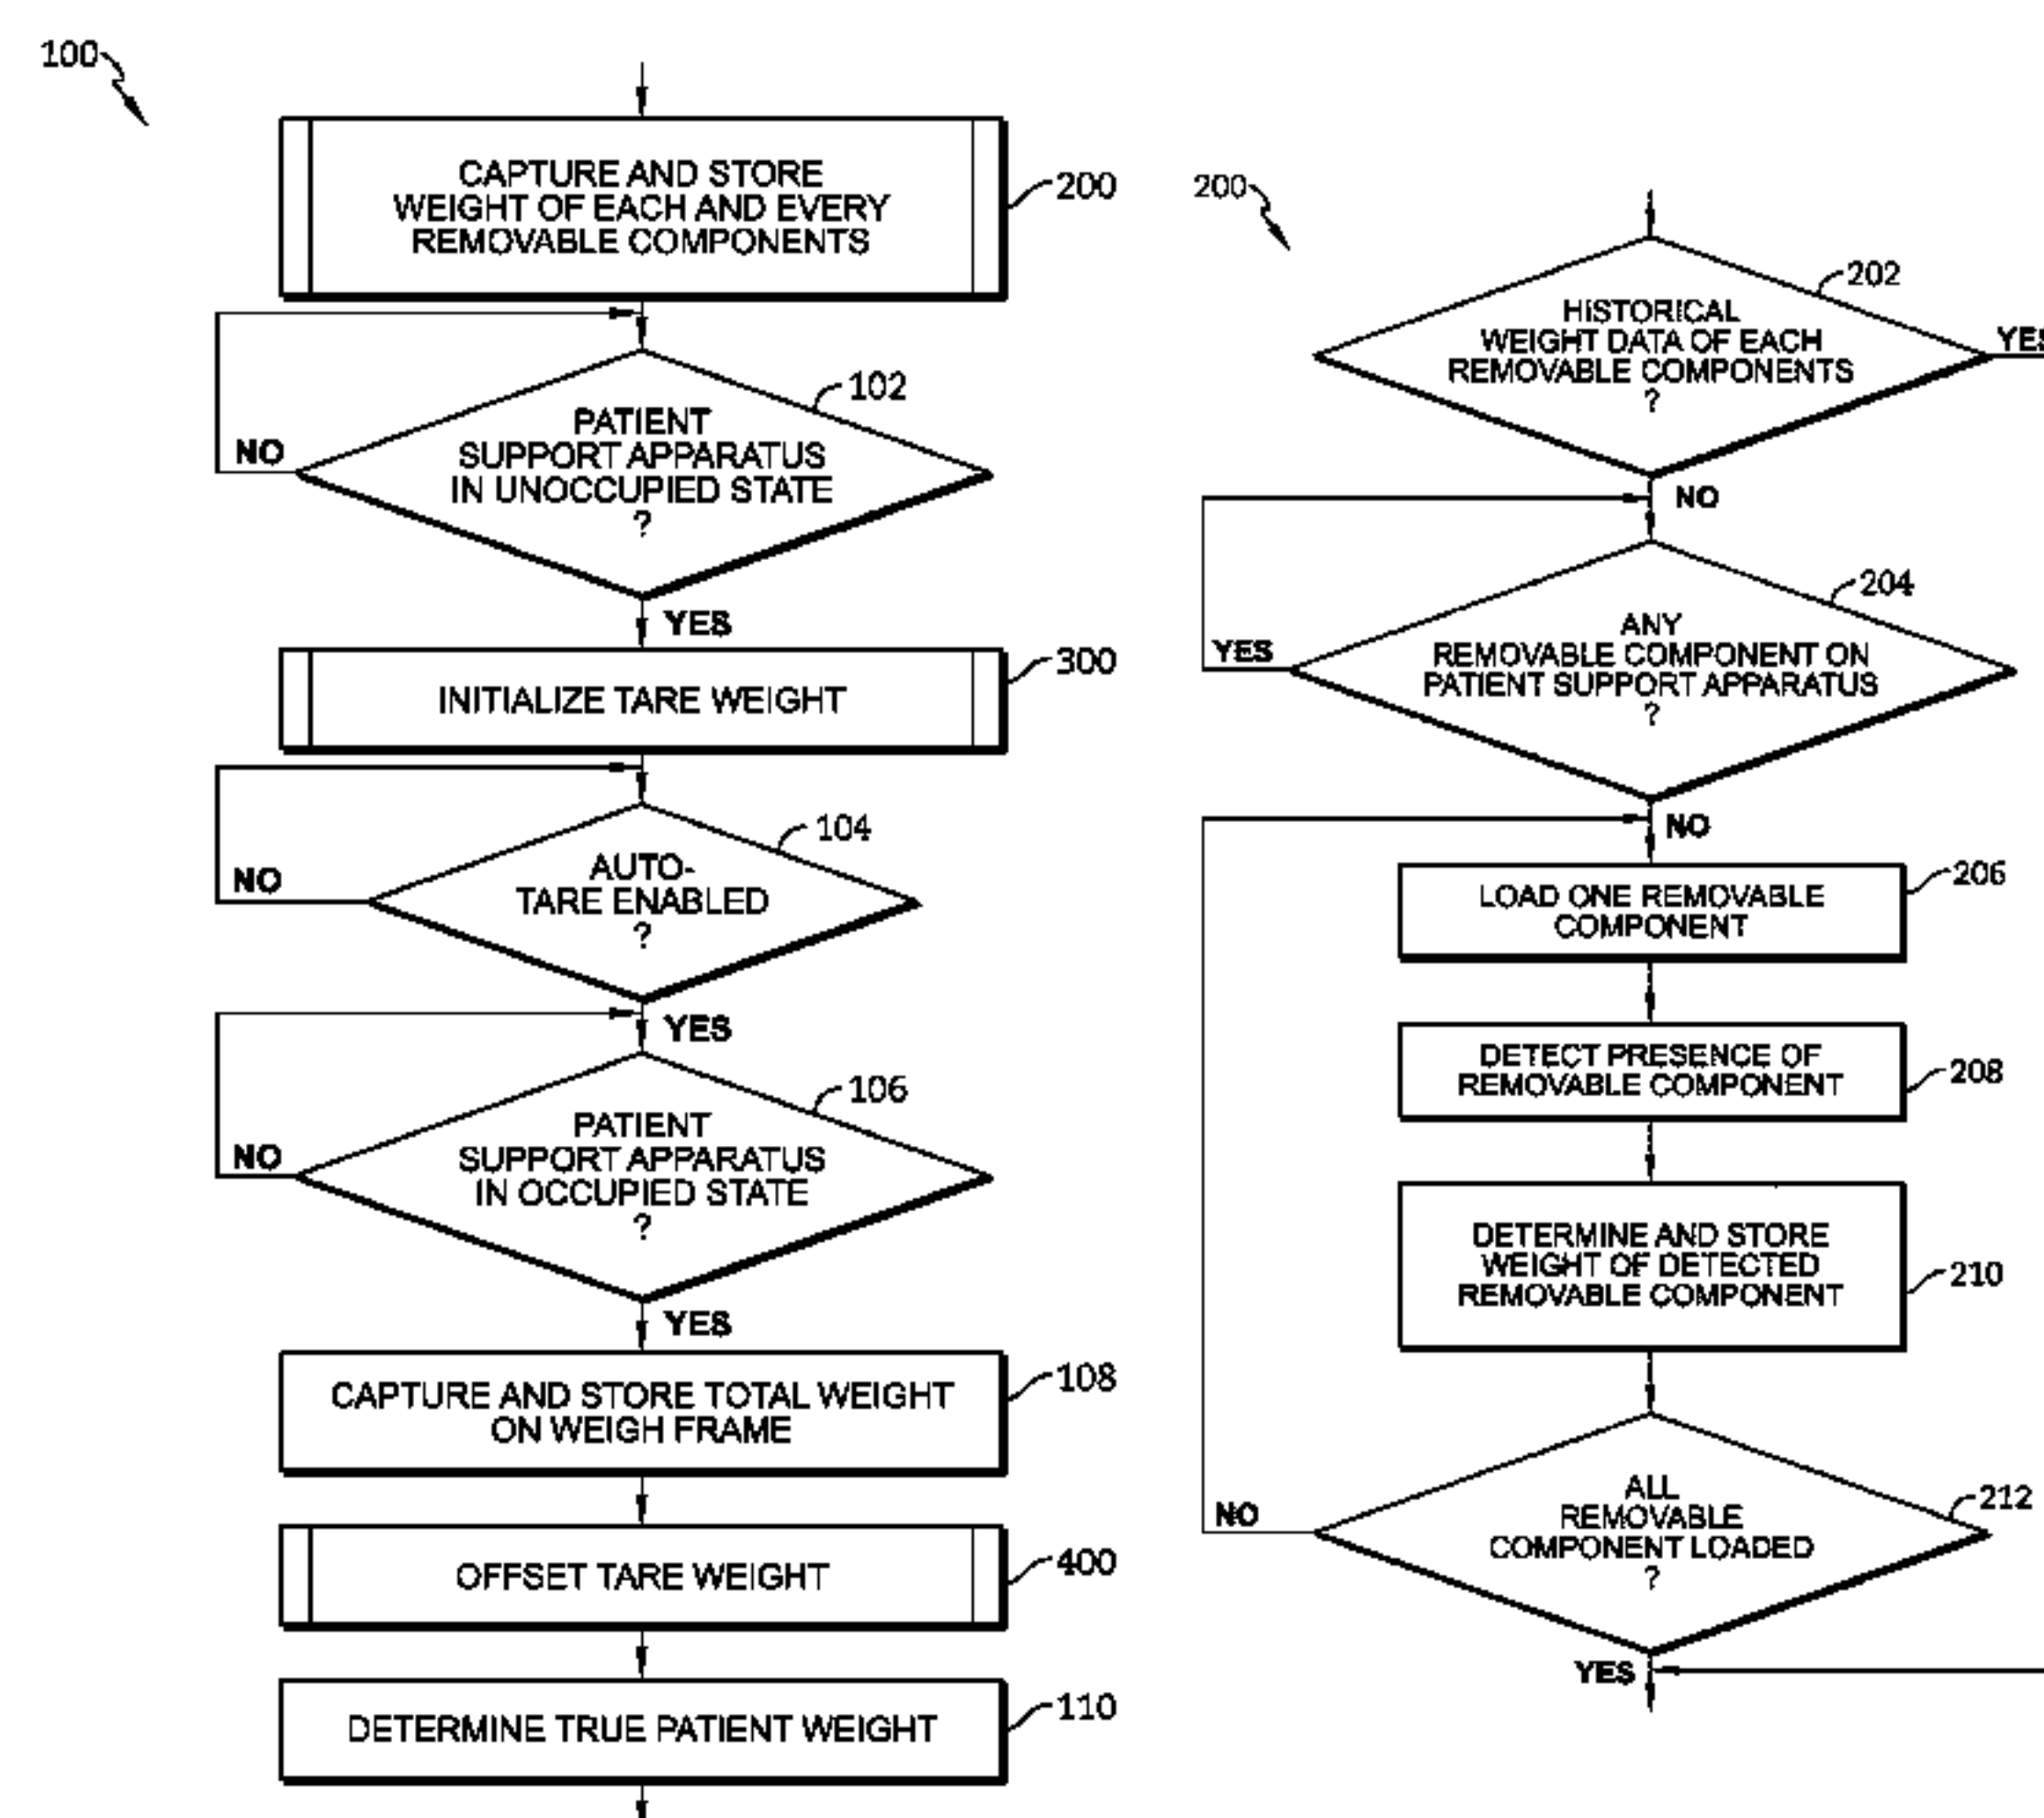 100
CAPTURE AND STORE
WEIGHT OF EACH AND EVERY
REMOVABLE COMPONENTS
200
PATIENT
SUPPORT APPARATUS
IN UNOCCUPIED STATE
?
102
NO
YES
INITIALIZE TARE WEIGHT
300
AUTO-
TARE ENABLED
?
104
NO
YES
PATIENT
SUPPORT APPARATUS
IN OCCUPIED STATE
?
106
NO
YES
CAPTURE AND STORE TOTAL WEIGHT
ON WEIGH FRAME
108
OFFSET TARE WEIGHT
400
DETERMINE TRUE PATIENT WEIGHT
110
200
HISTORICAL
WEIGHT DATA OF EACH
REMOVABLE COMPONENTS
?
202
YES
NO
ANY
REMOVABLE COMPONENT ON
PATIENT SUPPORT APPARATUS
?
204
YES
NO
LOAD ONE REMOVABLE
COMPONENT
206
DETECT PRESENCE OF
REMOVABLE COMPONENT
208
DETERMINE AND STORE
WEIGHT OF DETECTED
REMOVABLE COMPONENT
210
ALL
REMOVABLE
COMPONENT LOADED
?
212
NO
YES